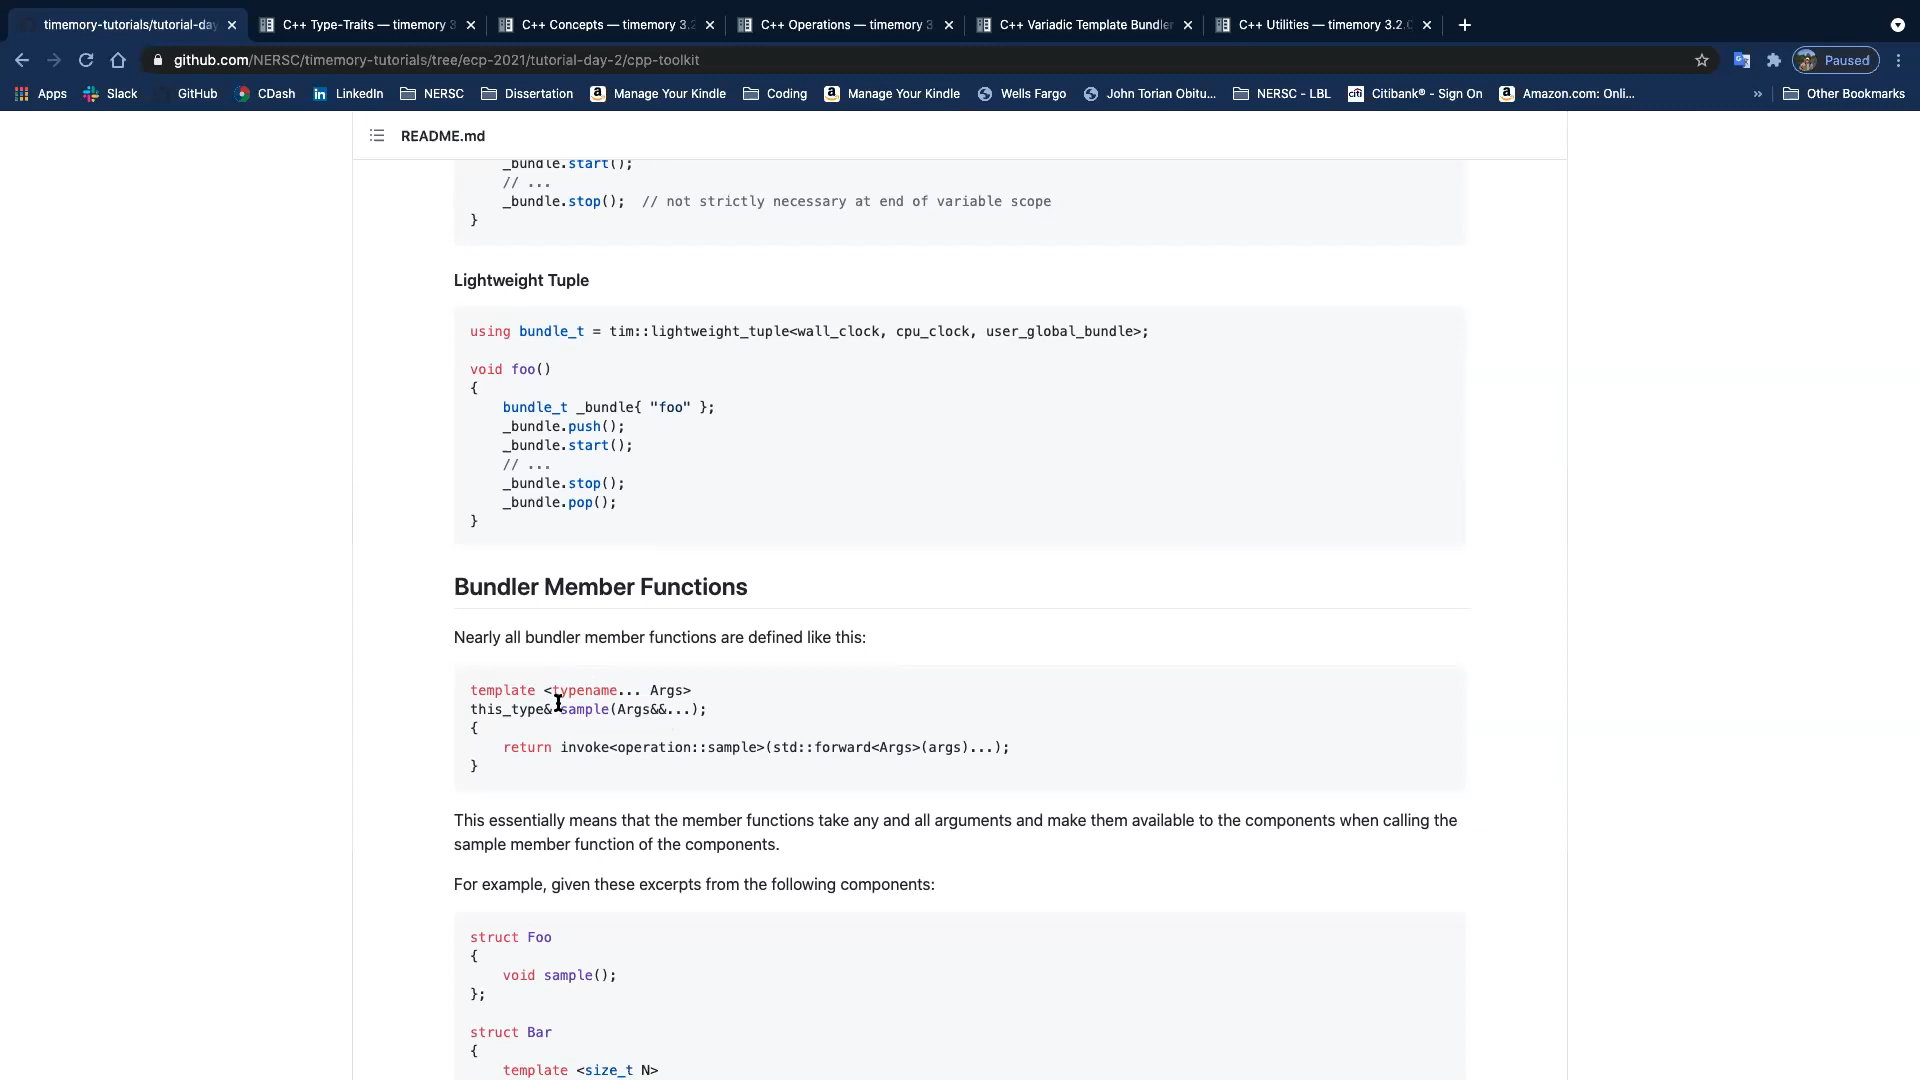 timemory-tutorials/tutorial-da
C++ Type-Traits — timemory 3
C++ Concepts — timemory 3.2
C++ Operations — timemory 3
C++ Variadic Template Bundler
C++ Utilities — timemory 3.2.0
github.com/NERSC/timemory-tutorials/tree/ecp-2021/tutorial-day-2/cpp-toolkit
Paused
Apps
Slack
GitHub
CDash
LinkedIn
NERSC
Dissertation
Manage Your Kindle
Coding
Manage Your Kindle
Wells Fargo
John Torian Obitu...
NERSC - LBL
Citibank® - Sign On
Amazon.com: Onli...
»
Other Bookmarks
README.md
_bundle.start();
// ...
_bundle.stop(); // not strictly necessary at end of variable scope
}
Lightweight Tuple
using bundle_t = tim::lightweight_tuple<wall_clock, cpu_clock, user_global_bundle>;
void foo()
{
bundle_t _bundle{ "foo" };
_bundle.push();
_bundle.start();
// ...
_bundle.stop();
_bundle.pop();
}
Bundler Member Functions
Nearly all bundler member functions are defined like this:
template <typename... Args>
this_type& sample(Args&&...);
{
return invoke<operation::sample>(std::forward<Args>(args)...);
}
This essentially means that the member functions take any and all arguments and make them available to the components when calling the
sample member function of the components.
For example, given these excerpts from the following components:
struct Foo
{
void sample();
};
struct Bar
{
template <size_t N>